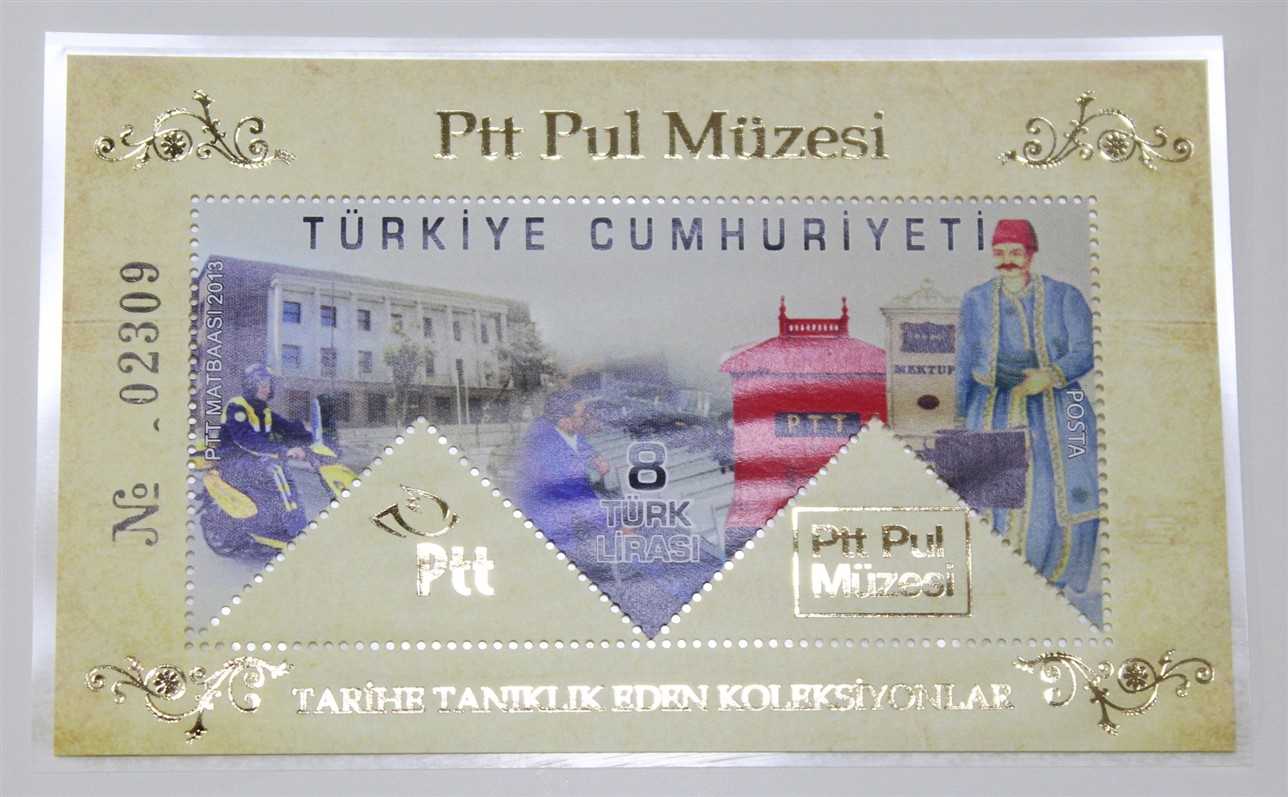 Ptt Pul Müzesi
TÜRKİYE CUMHURİYETİ
№ 02309
PTT MATBAASI 2013
PTT
MEKTUP
POSTA
8
TÜRK
LİRASI
Ptt
Ptt Pul
Müzesi
TARİHE TANIKLIK EDEN KOLEKSİYONLAR